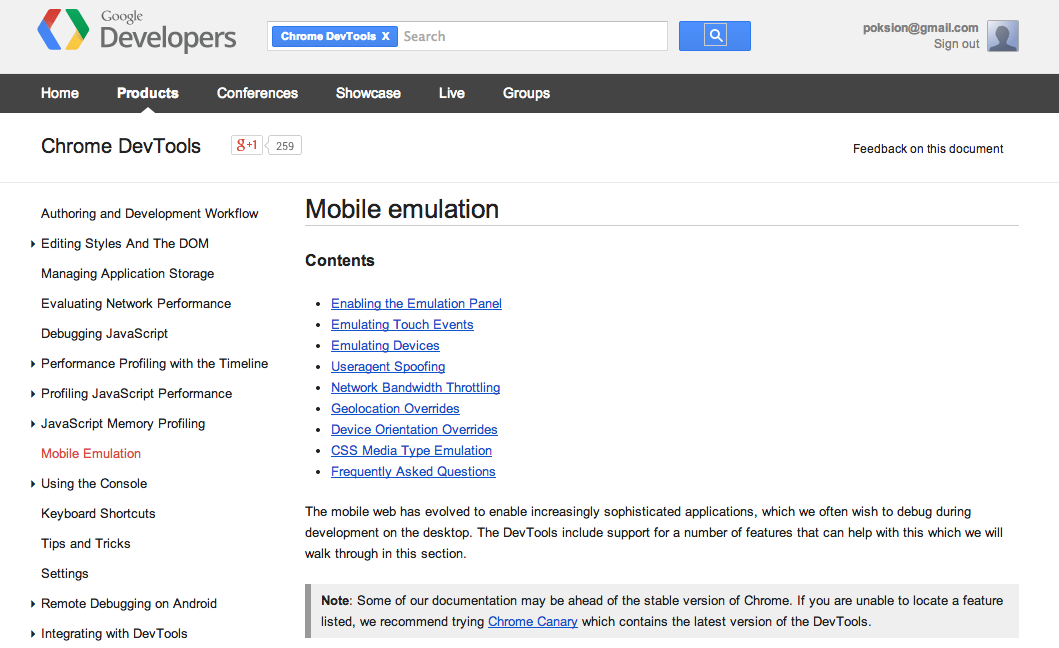 Google
Developers
Chrome DevTools X Search
poksion@gmail.com
Sign out
Home Products Conferences Showcase Live Groups
Chrome DevTools
g+1 259
Feedback on this document
Authoring and Development Workflow
Editing Styles And The DOM
Managing Application Storage
Evaluating Network Performance
Debugging JavaScript
Performance Profiling with the Timeline
Profiling JavaScript Performance
JavaScript Memory Profiling
Mobile Emulation
Using the Console
Keyboard Shortcuts
Tips and Tricks
Settings
Remote Debugging on Android
Integrating with DevTools
Mobile emulation
Contents
Enabling the Emulation Panel
Emulating Touch Events
Emulating Devices
Useragent Spoofing
Network Bandwidth Throttling
Geolocation Overrides
Device Orientation Overrides
CSS Media Type Emulation
Frequently Asked Questions
The mobile web has evolved to enable increasingly sophisticated applications, which we often wish to debug during
development on the desktop. The DevTools include support for a number of features that can help with this which we will
walk through in this section.
Note: Some of our documentation may be ahead of the stable version of Chrome. If you are unable to locate a feature
listed, we recommend trying Chrome Canary which contains the latest version of the DevTools.